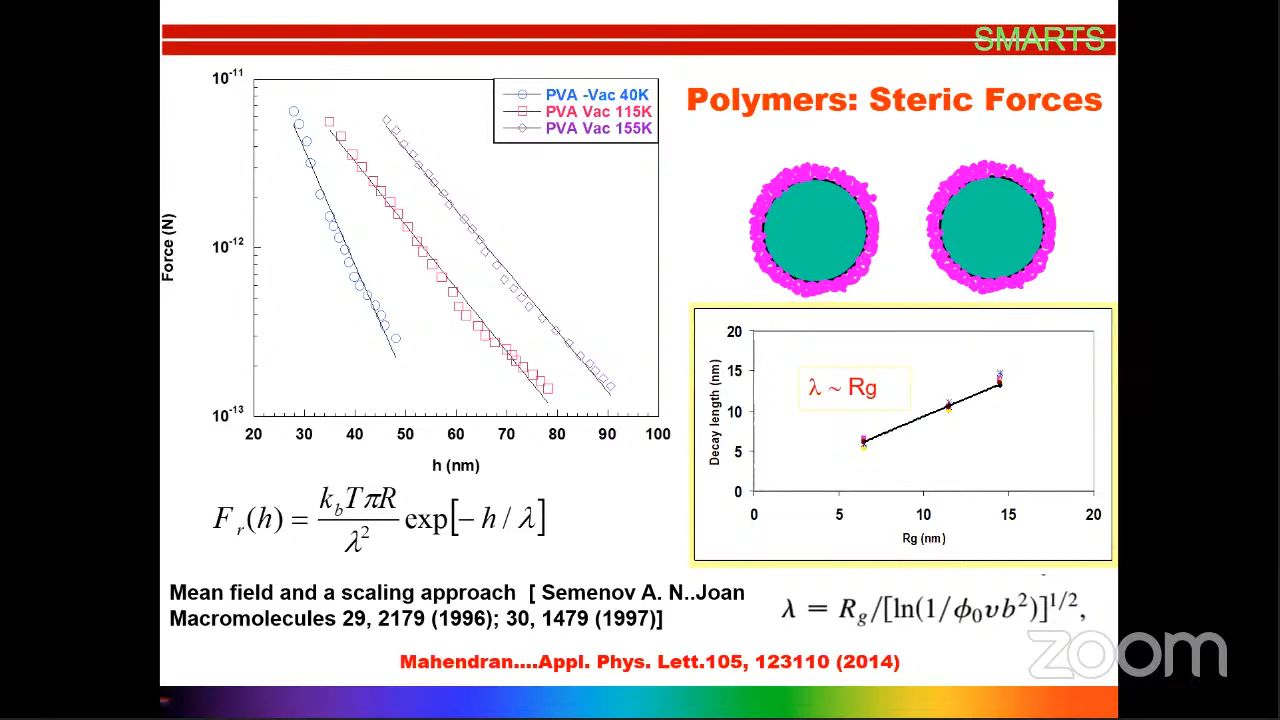 SMARTS
Polymers: Steric Forces
10⁻¹¹
10⁻¹²
10⁻¹³
Force (N)
PVA -Vac 40K
PVA Vac 115K
PVA Vac 155K
20 30 40 50 60 70 80 90 100
h (nm)
20
15
10
5
0
Decay length (nm)
λ ~ Rg
0 5 10 15 20
Rg (nm)
F_r(h) = k_b TπR / λ² exp[− h / λ]
Mean field and a scaling approach [ Semenov A. N..Joan
Macromolecules 29, 2179 (1996); 30, 1479 (1997)]
λ = R_g/[ln(1/ϕ₀υb²)]^{1/2},
Mahendran....Appl. Phys. Lett.105, 123110 (2014)
zoom